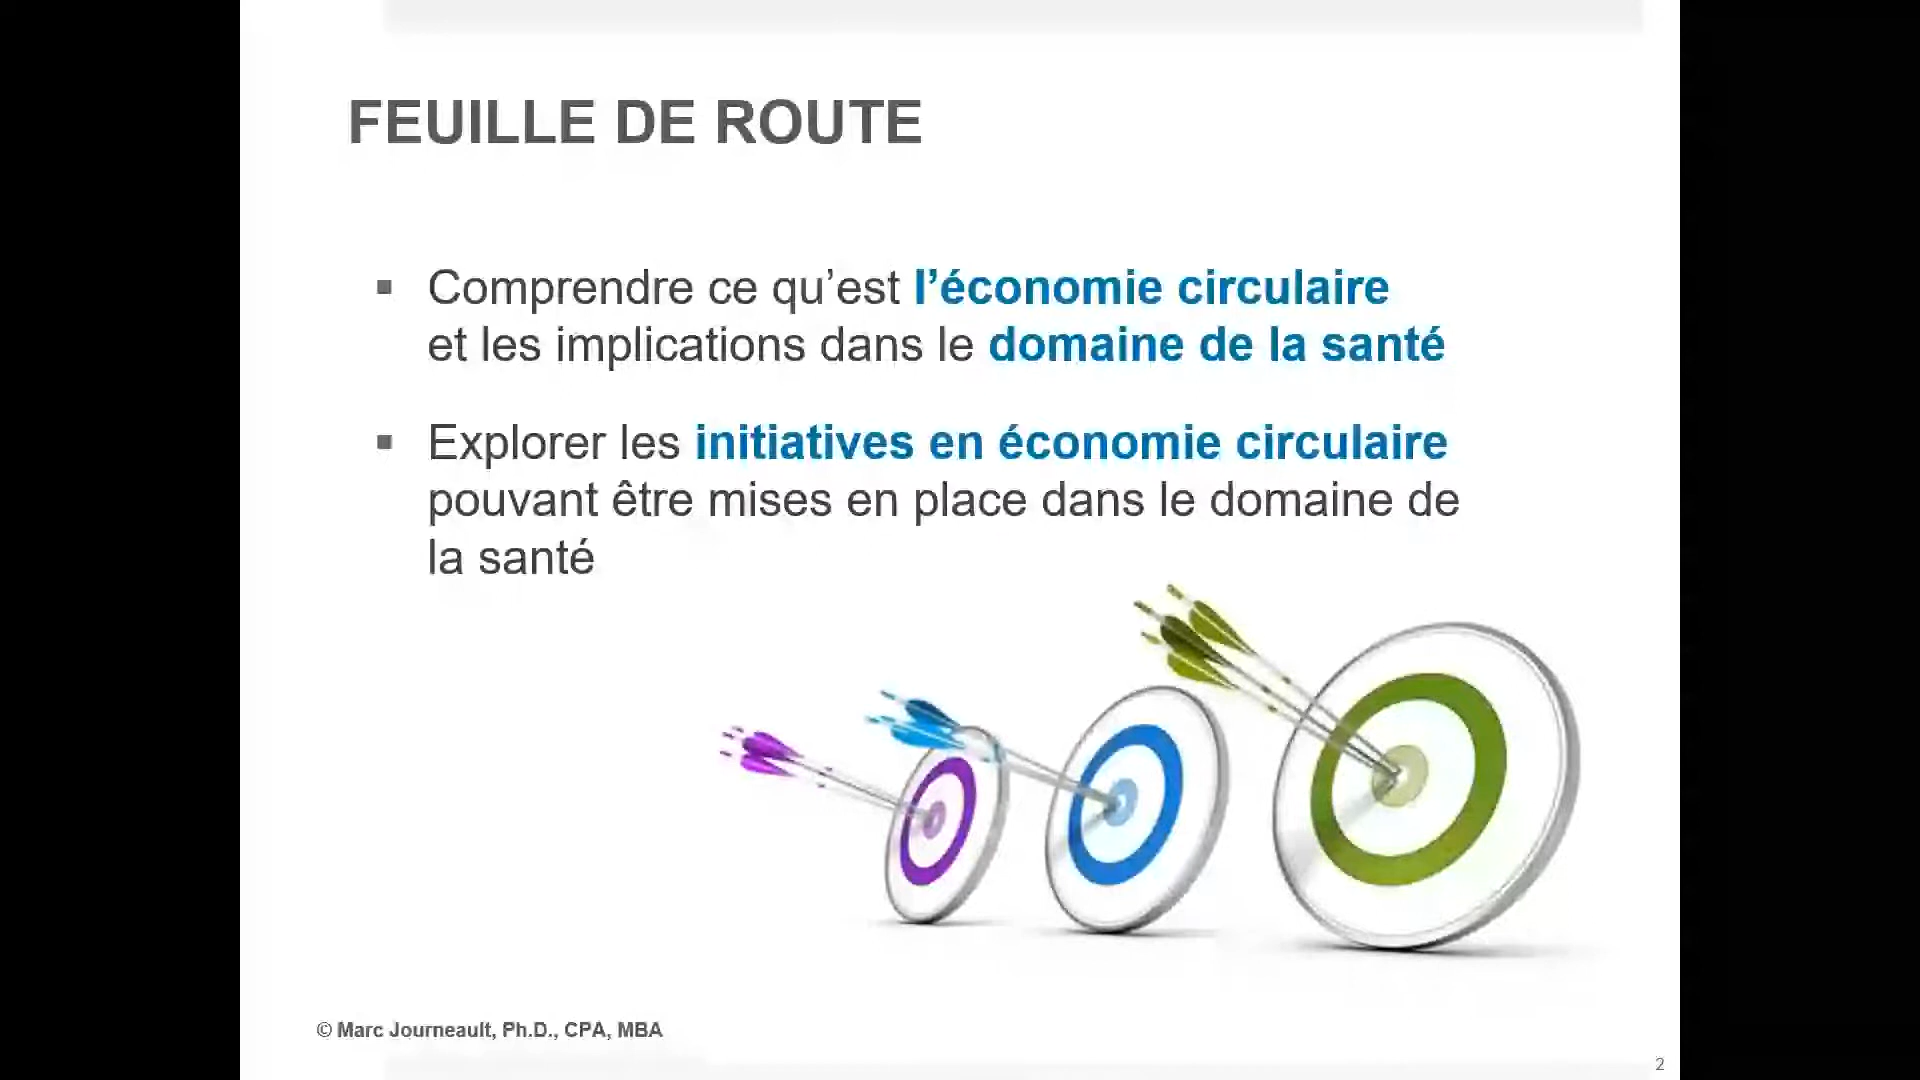 FEUILLE DE ROUTE
▪ Comprendre ce qu’est l’économie circulaire
et les implications dans le domaine de la santé
▪ Explorer les initiatives en économie circulaire
pouvant être mises en place dans le domaine de
la santé
© Marc Journeault, Ph.D., CPA, MBA
2